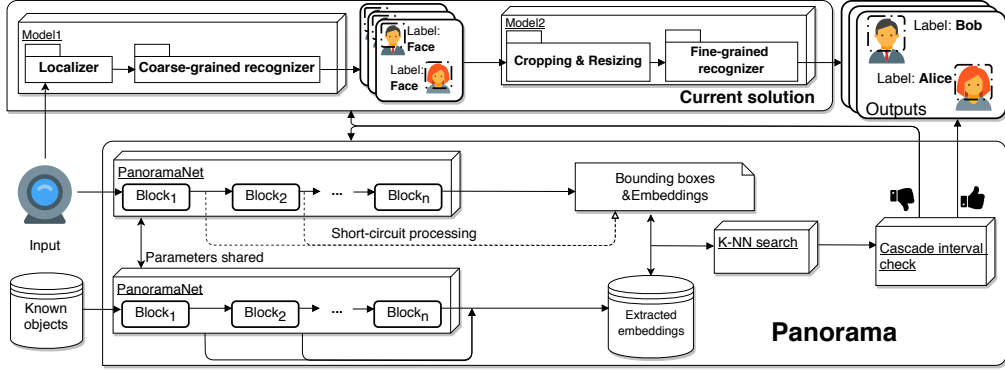 Model1
Localizer
Coarse-grained recognizer
Label:
Face
Label:
Face
Model2
Cropping & Resizing
Fine-grained
recognizer
Current solution
Label: Bob
Label: Alice
Outputs
Input
PanoramaNet
Block1
Block2
...
Blockn
Short-circuit processing
Bounding boxes
&Embeddings
K-NN search
Cascade interval
check
Parameters shared
Known
objects
PanoramaNet
Block1
Block2
...
Blockn
Extracted
embeddings
Panorama